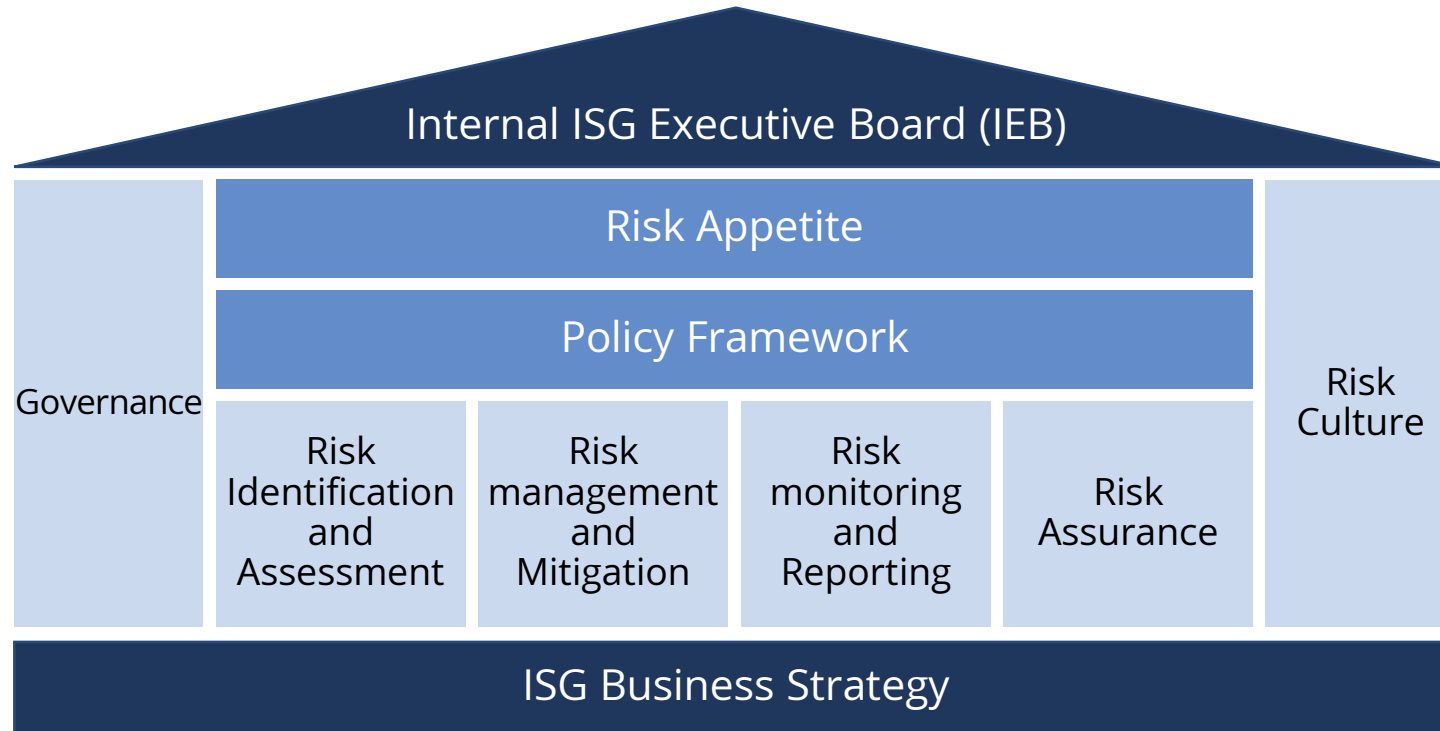 Internal ISG Executive Board (IEB)
Risk Appetite
Policy Framework
Governance
Risk
Identification
and
Assessment
Risk
management
and
Mitigation
Risk
monitoring
and
Reporting
Risk
Assurance
Risk
Culture
ISG Business Strategy